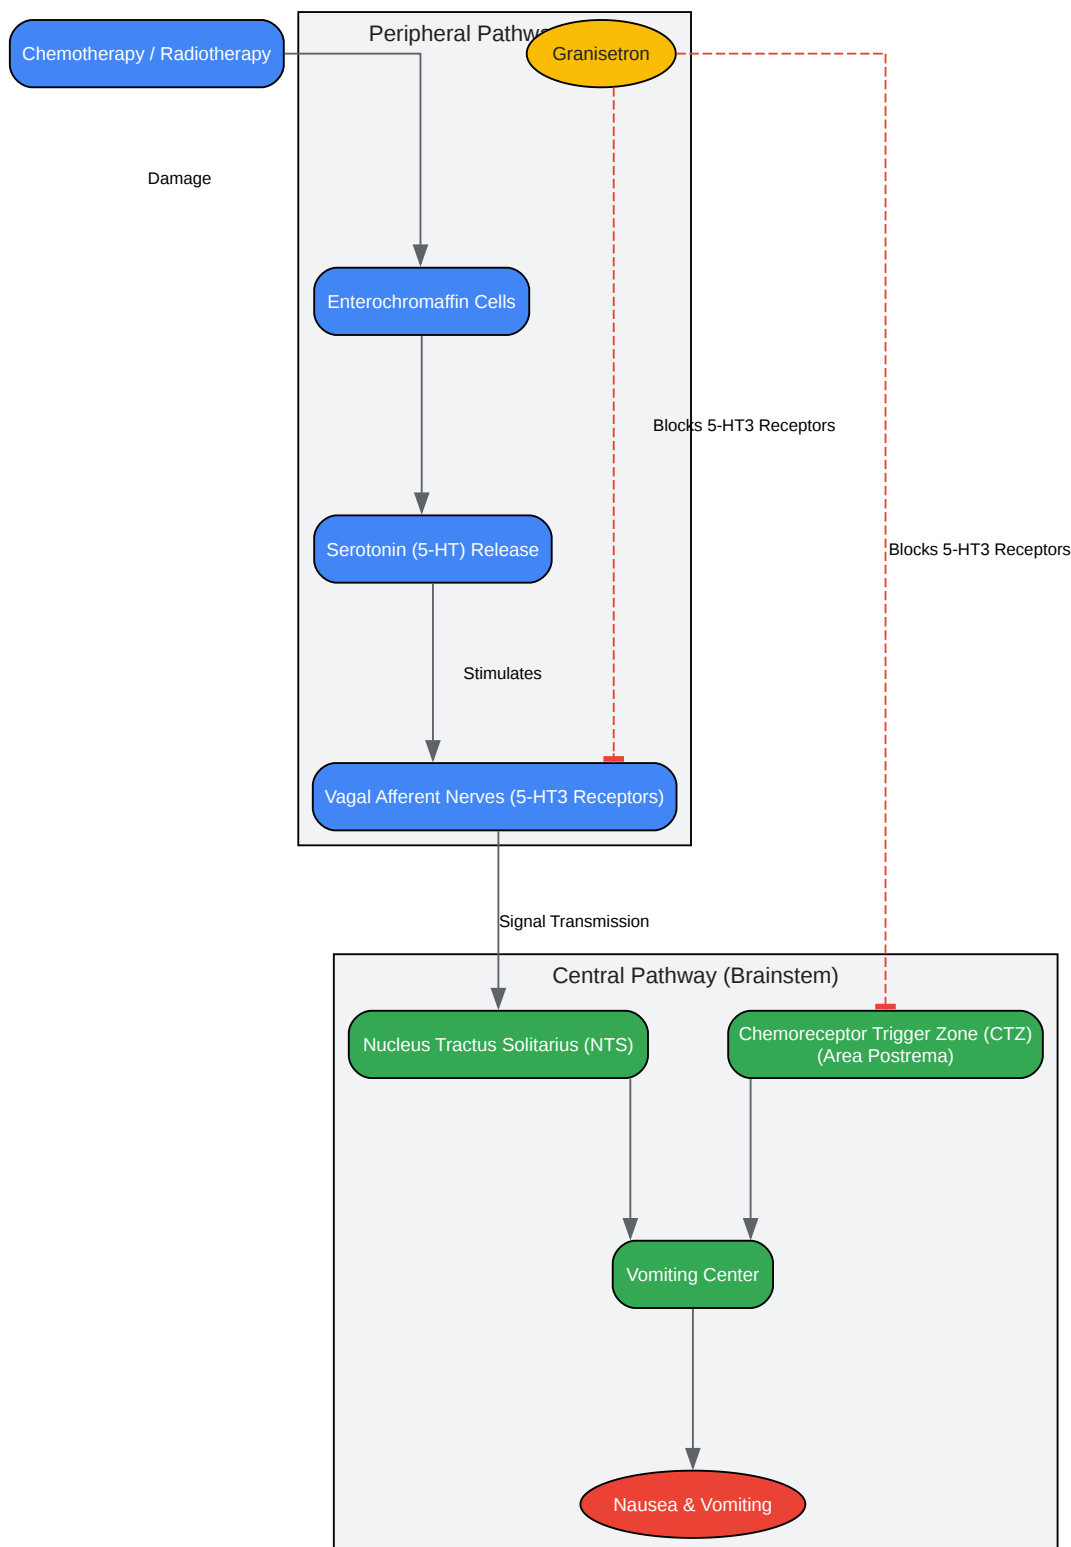 Chemotherapy / Radiotherapy
Peripheral Pathw
Granisetron
Damage
Enterochromaffin Cells
Blocks 5-HT3 Receptors
Serotonin (5-HT) Release
Blocks 5-HT3 Receptors
Stimulates
Vagal Afferent Nerves (5-HT3 Receptors)
Signal Transmission
Central Pathway (Brainstem)
Nucleus Tractus Solitarius (NTS)
Chemoreceptor Trigger Zone (CTZ)
(Area Postrema)
Vomiting Center
Nausea & Vomiting